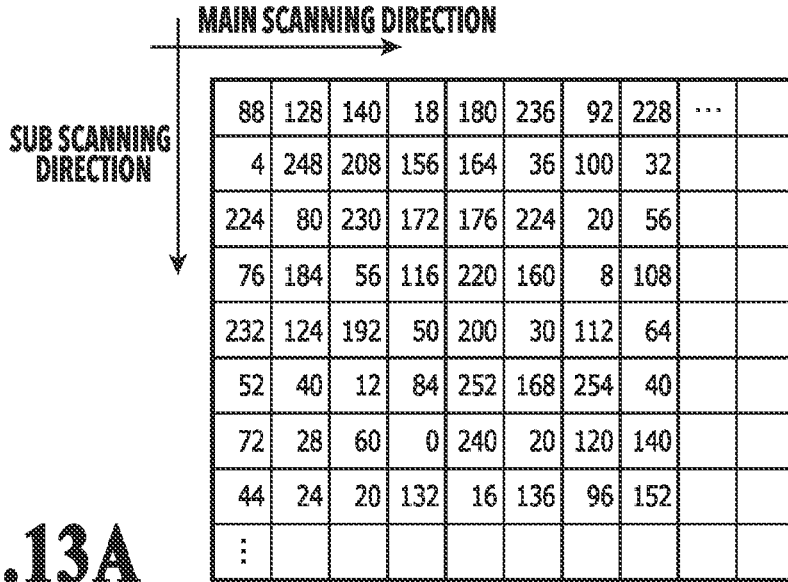 MAIN SCANNING DIRECTION
SUB SCANNING
DIRECTION
88 128 140 18 180 236 92 228 ...
4 248 208 156 164 36 100 32
224 80 230 172 176 224 20 56
76 184 56 116 220 160 8 108
232 124 192 50 200 30 112 64
52 40 12 84 252 168 254 40
72 28 60 0 240 20 120 140
44 24 20 132 16 136 96 152
⋮
.13A